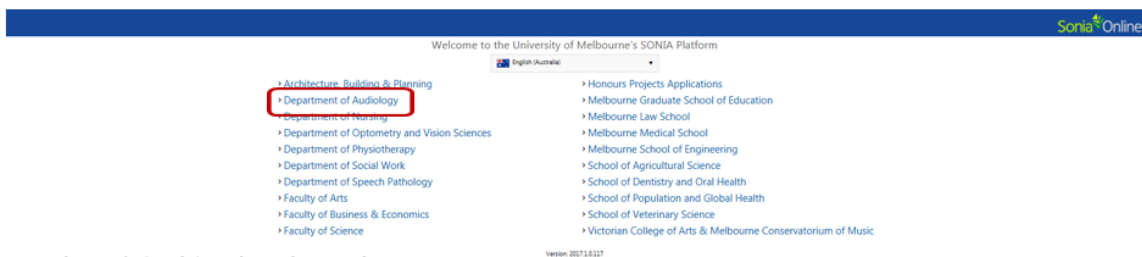 Sonia Online
Welcome to the University of Melbourne's SONIA Platform
English (Australia)
Architecture, Building & Planning
Department of Audiology
Department of Nursing
Department of Optometry and Vision Sciences
Department of Physiotherapy
Department of Social Work
Department of Speech Pathology
Faculty of Arts
Faculty of Business & Economics
Faculty of Science
Honours Projects Applications
Melbourne Graduate School of Education
Melbourne Law School
Melbourne Medical School
Melbourne School of Engineering
School of Agricultural Science
School of Dentistry and Oral Health
School of Population and Global Health
School of Veterinary Science
Victorian College of Arts & Melbourne Conservatorium of Music
Version: 2017.1.0.117